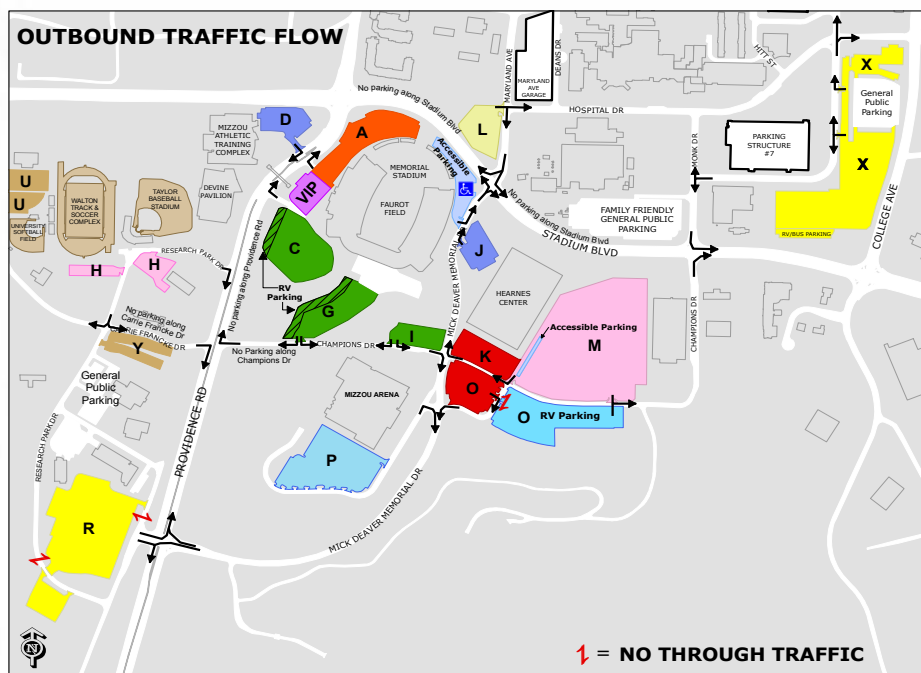 OUTBOUND TRAFFIC FLOW
MARYLAND AVE
DEANS DR.
HITT ST
MARYLAND
AVE
GARAGE
X
General
Public
Parking
X
RV/BUS PARKING
COLLEGE AVE
HOSPITAL DR
PARKING
STRUCTURE
#7
MONK DR
No parking along Stadium Blvd
L
D
A
MIZZOU
ATHLETIC
TRAINING
COMPLEX
VIP
MEMORIAL
STADIUM
FAUROT
FIELD
Accessible
Parking
No parking along Stadium Blvd
STADIUM BLVD
FAMILY FRIENDLY
GENERAL PUBLIC
PARKING
U
U
UNIVERSITY
SOFTBALL
FIELD
WALTON
TRACK &
SOCCER
COMPLEX
TAYLOR
BASEBALL
STADIUM
DEVINE
PAVILION
No parking along Providence Rd
C
RV
Parking
G
J
MICK DEAVER MEMORIAL
HEARNES
CENTER
RESEARCH PARK DR
H
H
No parking along
Carrie Francke Dr
CARRIE FRANCKE DR
Y
General
Public
Parking
No Parking along
Champions Dr
CHAMPIONS DR
I
K
O
Accessible Parking
M
CHAMPIONS DR
O
RV Parking
MIZZOU ARENA
P
PROVIDENCE RD
RESEARCH PARK DR
R
MICK DEAVER MEMORIAL DR
N
= NO THROUGH TRAFFIC